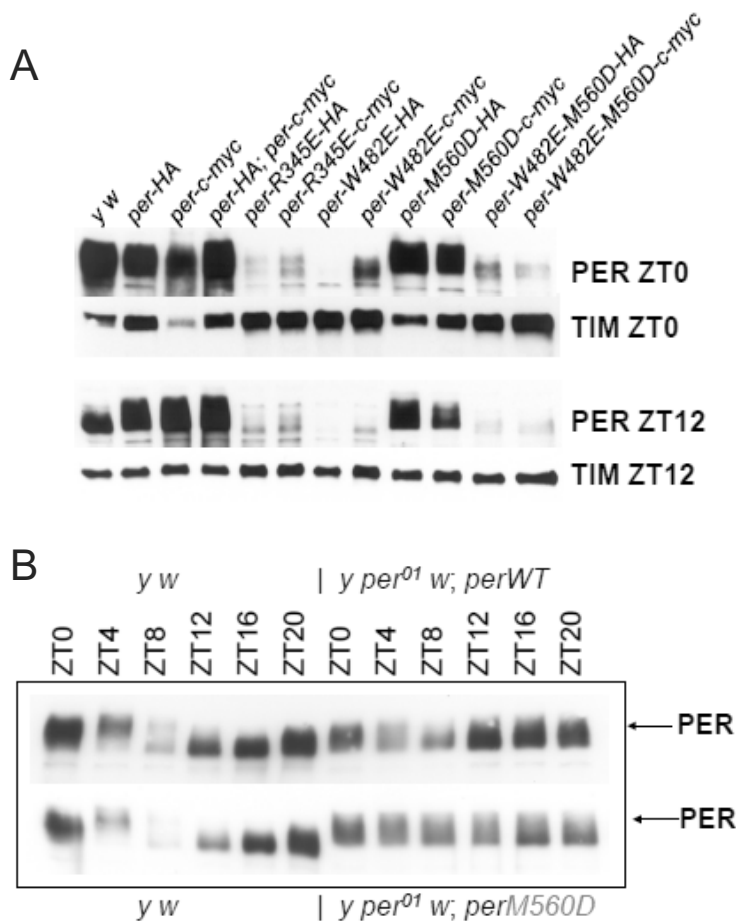 A
y w
per-HA
per-c-myc
per-HA; per-c-myc
per-R345E-HA
per-R345E-c-myc
per-W482E-HA
per-W482E-c-myc
per-M560D-HA
per-M560D-c-myc
per-W482E-M560D-HA
per-W482E-M560D-c-myc
PER ZT0
TIM ZT0
PER ZT12
TIM ZT12
B
y w | y per⁰¹ w; perWT
ZT0 ZT4 ZT8 ZT12 ZT16 ZT20 ZT0 ZT4 ZT8 ZT12 ZT16 ZT20
PER
PER
y w | y per⁰¹ w; perM560D